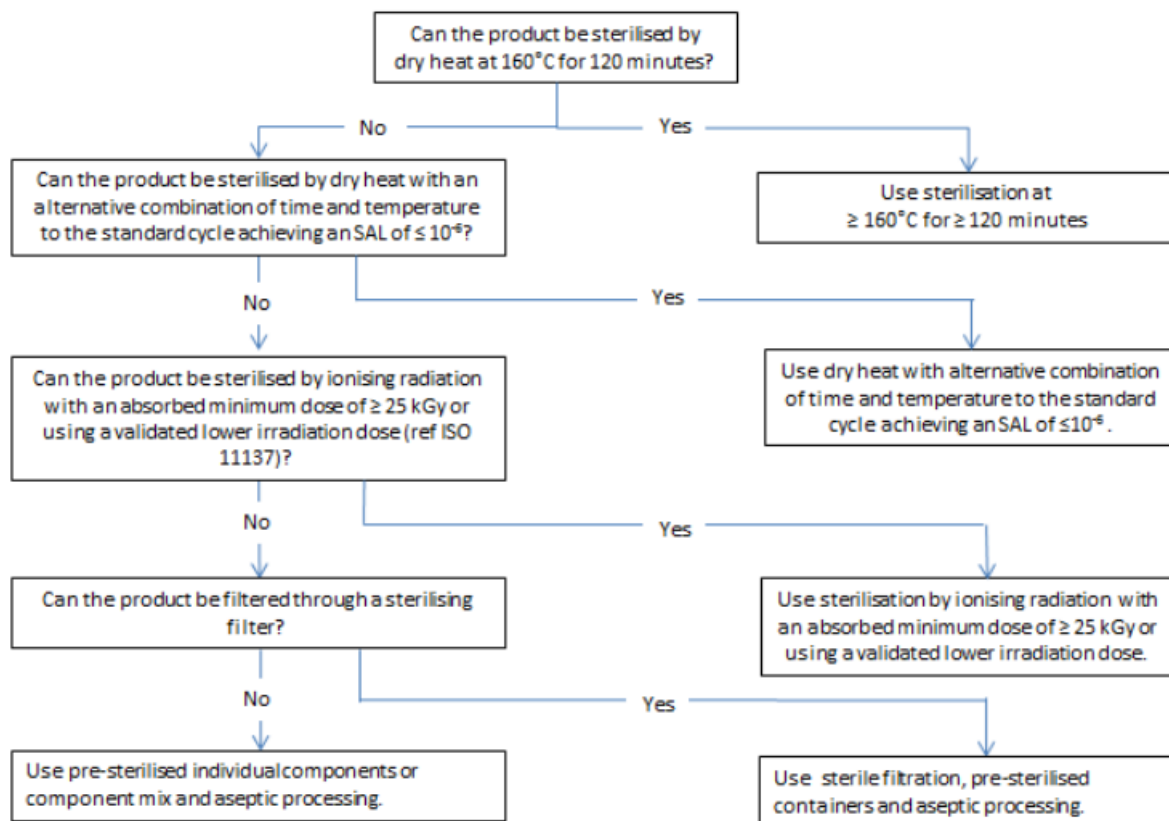 Can the product be sterilised by
dry heat at 160°C for 120 minutes?
No
Yes
Can the product be sterilised by dry heat with an
alternative combination of time and temperature
to the standard cycle achieving an SAL of ≤ 10⁻⁶?
Use sterilisation at
≥ 160°C for ≥ 120 minutes
No
Yes
Can the product be sterilised by ionising radiation
with an absorbed minimum dose of ≥ 25 kGy or
using a validated lower irradiation dose (ref ISO
11137)?
Use dry heat with alternative combination
of time and temperature to the standard
cycle achieving an SAL of ≤10⁻⁶ .
No
Yes
Can the product be filtered through a sterilising
filter?
Use sterilisation by ionising radiation with
an absorbed minimum dose of ≥ 25 kGy or
using a validated lower irradiation dose.
No
Yes
Use pre-sterilised individual components or
component mix and aseptic processing.
Use sterile filtration, pre-sterilised
containers and aseptic processing.